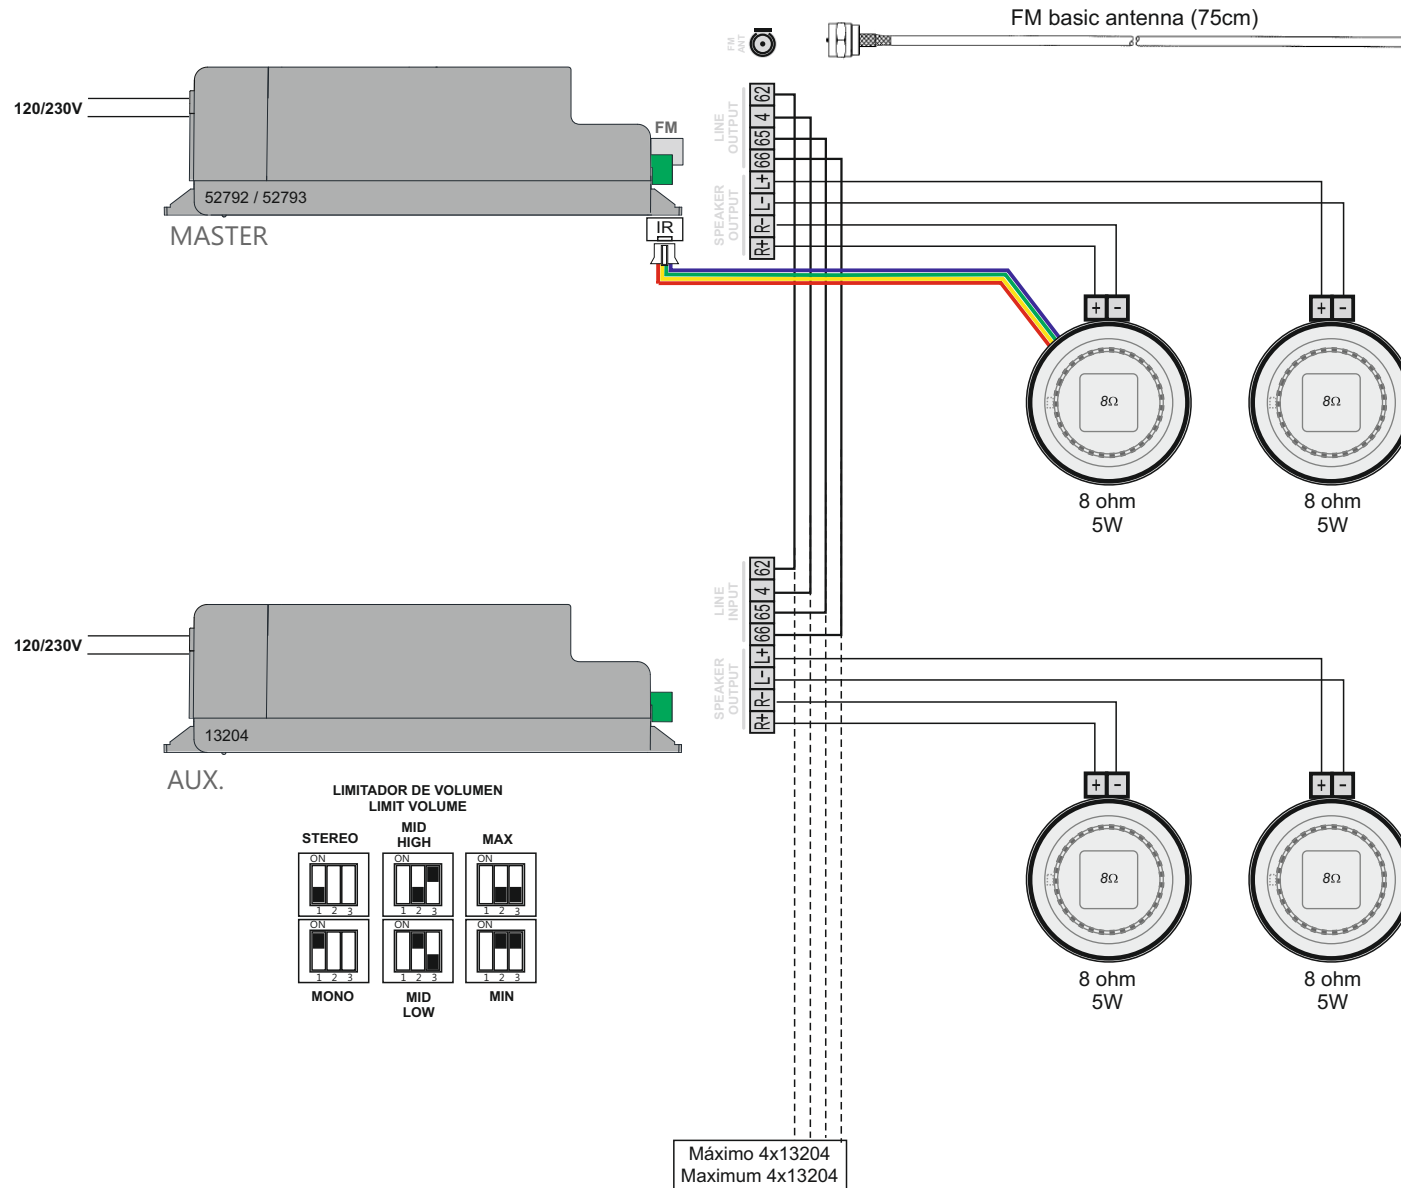 FM basic antenna (75cm)
FM
ANT
120/230V
FM
52792 / 52793
MASTER
IR
LINE
OUTPUT
SPEAKER
OUTPUT
62
4
65
66
L+
L-
R-
R+
+ -
+ -
8Ω
8Ω
8 ohm
5W
8 ohm
5W
120/230V
13204
AUX.
LINE
INPUT
SPEAKER
OUTPUT
62
4
65
66
L+
L-
R-
R+
+ -
+ -
8Ω
8Ω
8 ohm
5W
8 ohm
5W
LIMITADOR DE VOLUMEN
LIMIT VOLUME
STEREO
MID
HIGH
MAX
ON
1 2 3
ON
1 2 3
ON
1 2 3
ON
1 2 3
ON
1 2 3
ON
1 2 3
MONO
MID
LOW
MIN
Máximo 4x13204
Maximum 4x13204